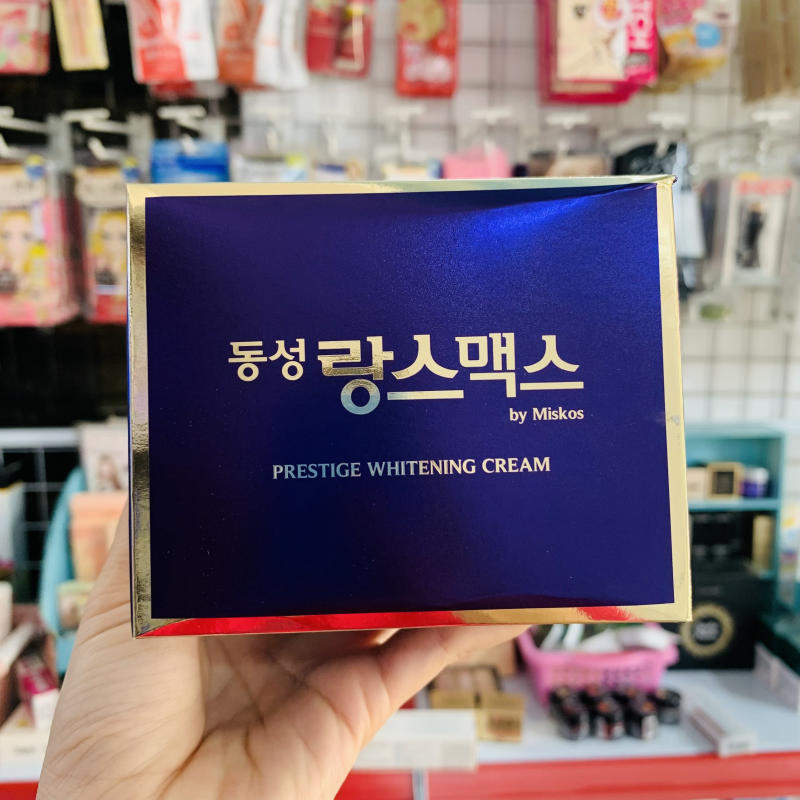 동성 랑스맥스
by Miskos
PRESTIGE WHITENING CREAM